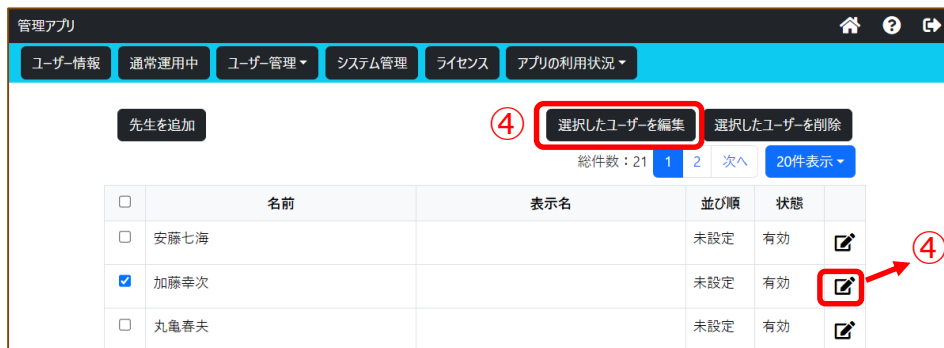 管理アプリ
ユーザー情報 通常運用中 ユーザー管理 システム管理 ライセンス アプリの利用状況
先生を追加 ④ 選択したユーザーを編集 選択したユーザーを削除
総件数：21 1 2 次へ 20件表示
名前 表示名 並び順 状態
安藤七海 未設定 有効
④
加藤幸次 未設定 有効
丸亀春夫 未設定 有効